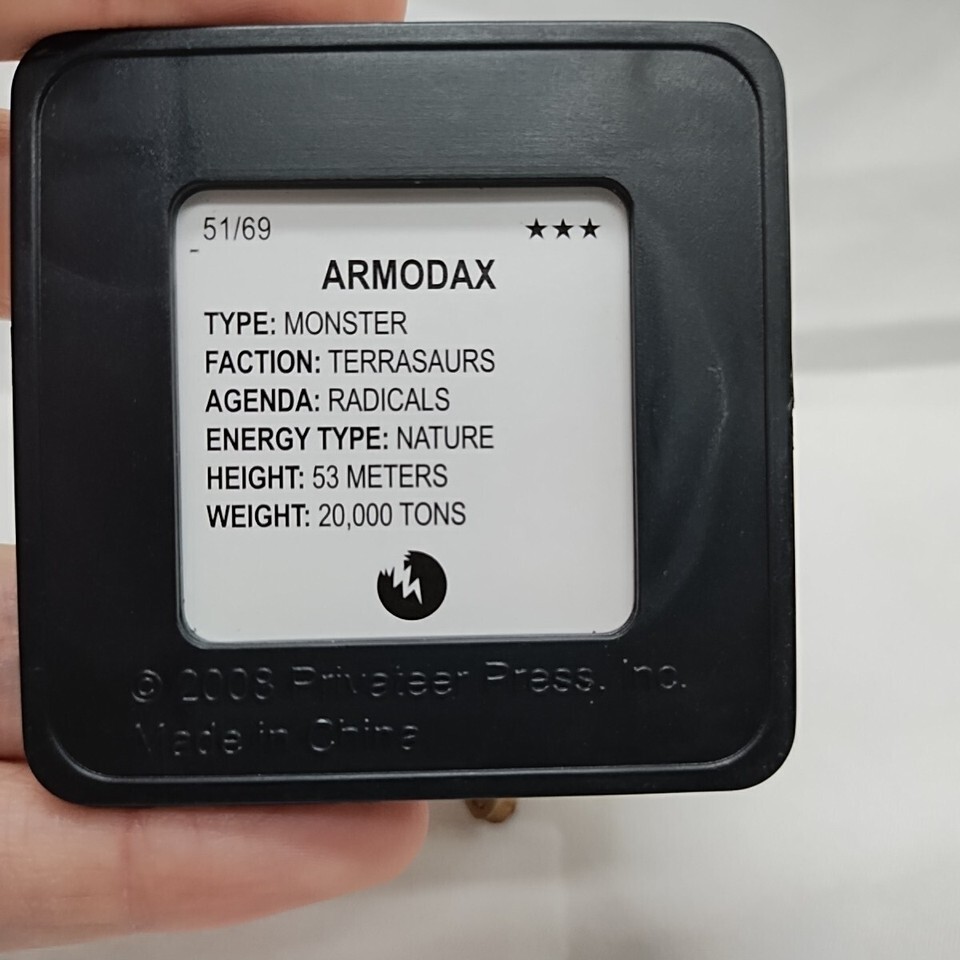 51/69 ★★★
ARMODAX
TYPE: MONSTER
FACTION: TERRASAURS
AGENDA: RADICALS
ENERGY TYPE: NATURE
HEIGHT: 53 METERS
WEIGHT: 20,000 TONS
© 2008 Privateer Press, Inc.
Made in China